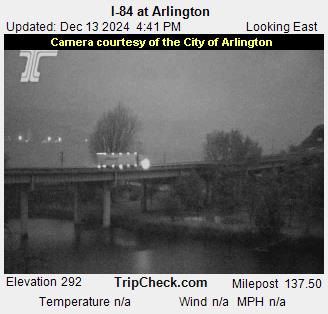 I-84 at Arlington
Updated: Dec 13 2024 4:41 PM Looking East
Camera courtesy of the City of Arlington
Elevation 292 TripCheck.com Milepost 137.50
Temperature n/a Wind n/a MPH n/a